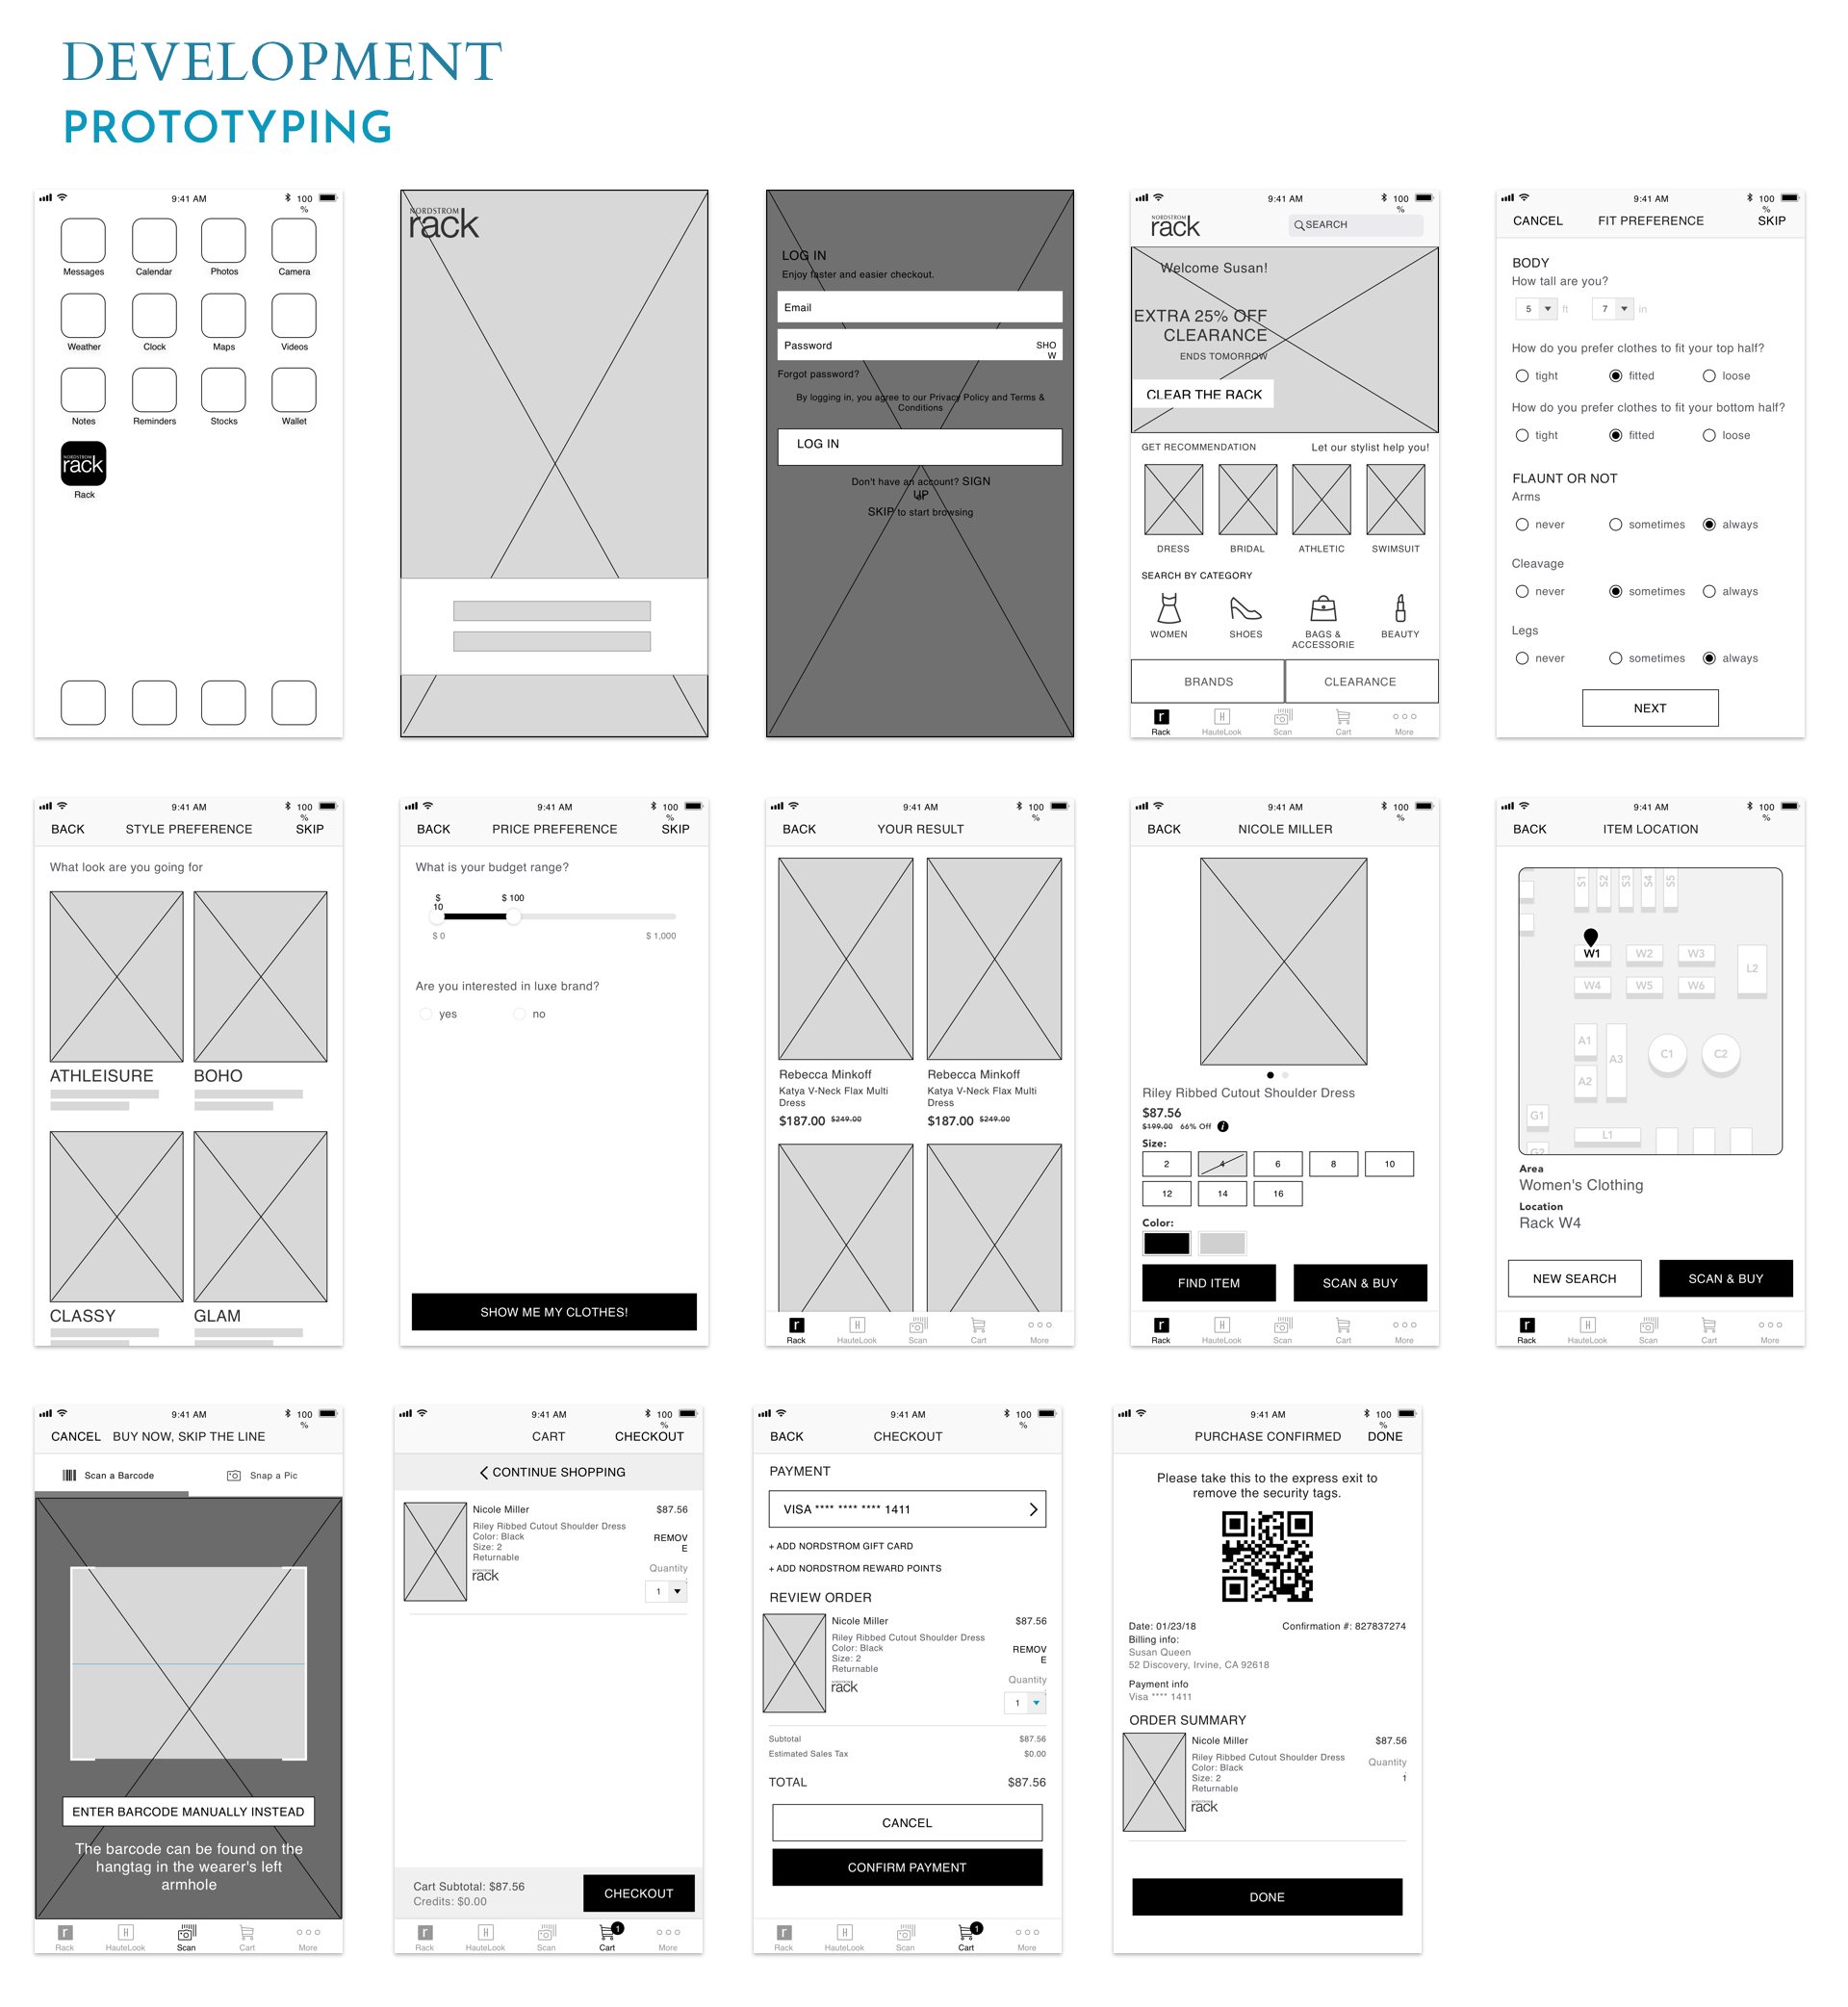 DEVELOPMENT
PROTOTYPING
9:41 AM
100
%
Messages
Calendar
Photos
Camera
Weather
Clock
Maps
Videos
Notes
Reminders
Stocks
Wallet
NORDSTROM
rack
Rack
NORDSTROM
rack
LOG IN
Enjoy faster and easier checkout.
Email
Password
SHO
W
Forgot password?
By logging in, you agree to our Privacy Policy and Terms &
Conditions
LOG IN
Don't have an account? SIGN
UP
or
SKIP to start browsing
9:41 AM
100
%
NORDSTROM
rack
SEARCH
Welcome Susan!
EXTRA 25% OFF
CLEARANCE
ENDS TOMORROW
CLEAR THE RACK
GET RECOMMENDATION
Let our stylist help you!
DRESS
BRIDAL
ATHLETIC
SWIMSUIT
SEARCH BY CATEGORY
WOMEN
SHOES
BAGS &
ACCESSORIE
BEAUTY
BRANDS
CLEARANCE
r
H
Rack
HauteLook
Scan
Cart
More
9:41 AM
100
%
CANCEL
FIT PREFERENCE
SKIP
BODY
How tall are you?
5
ft
7
in
How do you prefer clothes to fit your top half?
tight
fitted
loose
How do you prefer clothes to fit your bottom half?
tight
fitted
loose
FLAUNT OR NOT
Arms
never
sometimes
always
Cleavage
never
sometimes
always
Legs
never
sometimes
always
NEXT
9:41 AM
100
%
BACK
STYLE PREFERENCE
SKIP
What look are you going for
ATHLEISURE
BOHO
CLASSY
GLAM
9:41 AM
100
%
BACK
PRICE PREFERENCE
SKIP
What is your budget range?
$
10
$ 100
$ 0
$ 1,000
Are you interested in luxe brand?
yes
no
SHOW ME MY CLOTHES!
9:41 AM
100
%
BACK
YOUR RESULT
Rebecca Minkoff
Katya V-Neck Flax Multi
Dress
$187.00 $249.00
Rebecca Minkoff
Katya V-Neck Flax Multi
Dress
$187.00 $249.00
r
H
Rack
HauteLook
Scan
Cart
More
9:41 AM
100
%
BACK
NICOLE MILLER
Riley Ribbed Cutout Shoulder Dress
$87.56
$199.00 66% Off i
Size:
2
4
6
8
10
12
14
16
Color:
FIND ITEM
SCAN & BUY
r
H
Rack
HauteLook
Scan
Cart
More
9:41 AM
100
%
BACK
ITEM LOCATION
S1
S2
S3
S4
S5
W1
W2
W3
L2
W4
W5
W6
A1
A3
C1
C2
A2
G1
L1
G2
Area
Women's Clothing
Location
Rack W4
NEW SEARCH
SCAN & BUY
r
H
Rack
HauteLook
Scan
Cart
More
9:41 AM
100
%
CANCEL
BUY NOW, SKIP THE LINE
Scan a Barcode
Snap a Pic
ENTER BARCODE MANUALLY INSTEAD
The barcode can be found on the
hangtag in the wearer's left
armhole
r
H
Rack
HauteLook
Scan
Cart
More
9:41 AM
100
%
CART
CHECKOUT
CONTINUE SHOPPING
Nicole Miller
$87.56
Riley Ribbed Cutout Shoulder Dress
Color: Black
Size: 2
Returnable
REMOV
E
NORDSTROM
rack
Quantity
1
Cart Subtotal: $87.56
Credits: $0.00
CHECKOUT
r
H
1
Rack
HauteLook
Scan
Cart
More
9:41 AM
100
%
BACK
CHECKOUT
PAYMENT
VISA **** **** **** 1411
+ ADD NORDSTROM GIFT CARD
+ ADD NORDSTROM REWARD POINTS
REVIEW ORDER
Nicole Miller
$87.56
Riley Ribbed Cutout Shoulder Dress
Color: Black
Size: 2
Returnable
REMOV
E
NORDSTROM
rack
Quantity
1
Subtotal
$87.56
Estimated Sales Tax
$0.00
TOTAL
$87.56
CANCEL
CONFIRM PAYMENT
r
H
1
Rack
HauteLook
Scan
Cart
More
9:41 AM
100
%
PURCHASE CONFIRMED
DONE
Please take this to the express exit to
remove the security tags.
Date: 01/23/18
Confirmation #: 827837274
Billing info:
Susan Queen
52 Discovery, Irvine, CA 92618
Payment info
Visa **** 1411
ORDER SUMMARY
Nicole Miller
$87.56
Riley Ribbed Cutout Shoulder Dress
Color: Black
Size: 2
Returnable
Quantity
1
NORDSTROM
rack
DONE